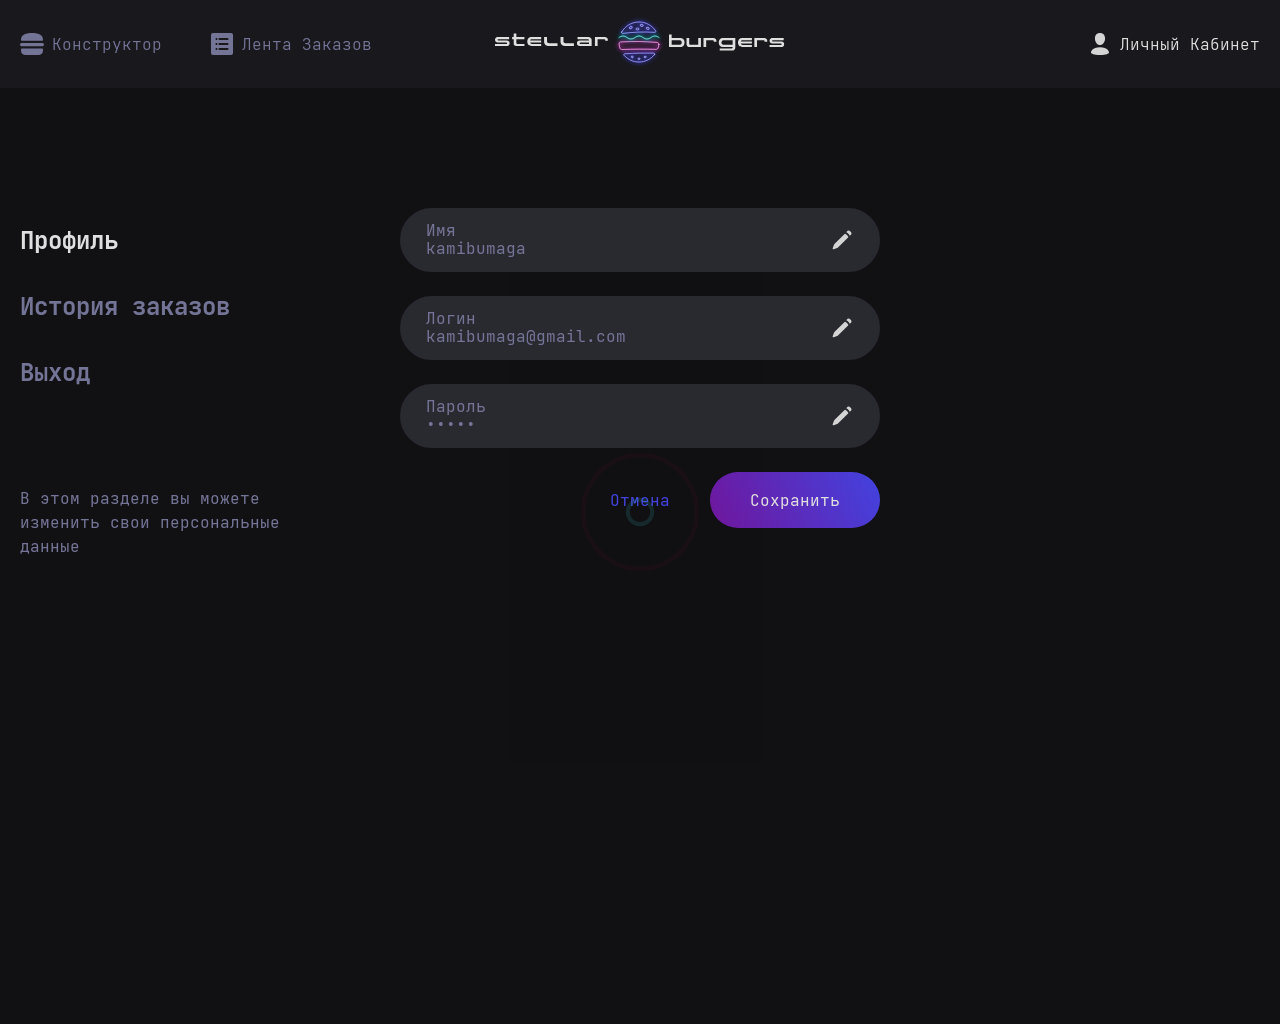 Конструктор
Лента Заказов
stellar burgers
Личный Кабинет
Профиль
История заказов
Выход
В этом разделе вы можете
изменить свои персональные
данные
Имя
kamibumaga
Логин
kamibumaga@gmail.com
Пароль
•••••
Отмена
Сохранить